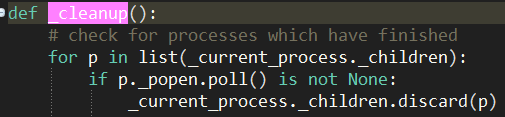 def _cleanup():
    # check for processes which have finished
    for p in list(_current_process._children):
        if p._popen.poll() is not None:
            _current_process._children.discard(p)